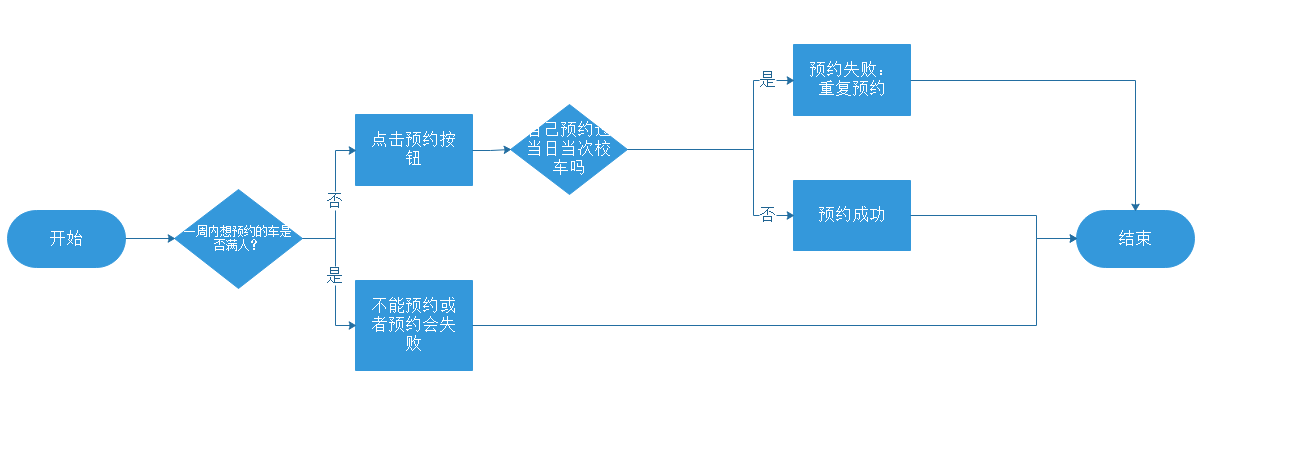 开始
一周内想预约的车是
否满人?
否
是
点击预约按
钮
不能预约或
者预约会失
败
自己预约过
当日当次校
车吗
是
否
预约失败：
重复预约
预约成功
结束